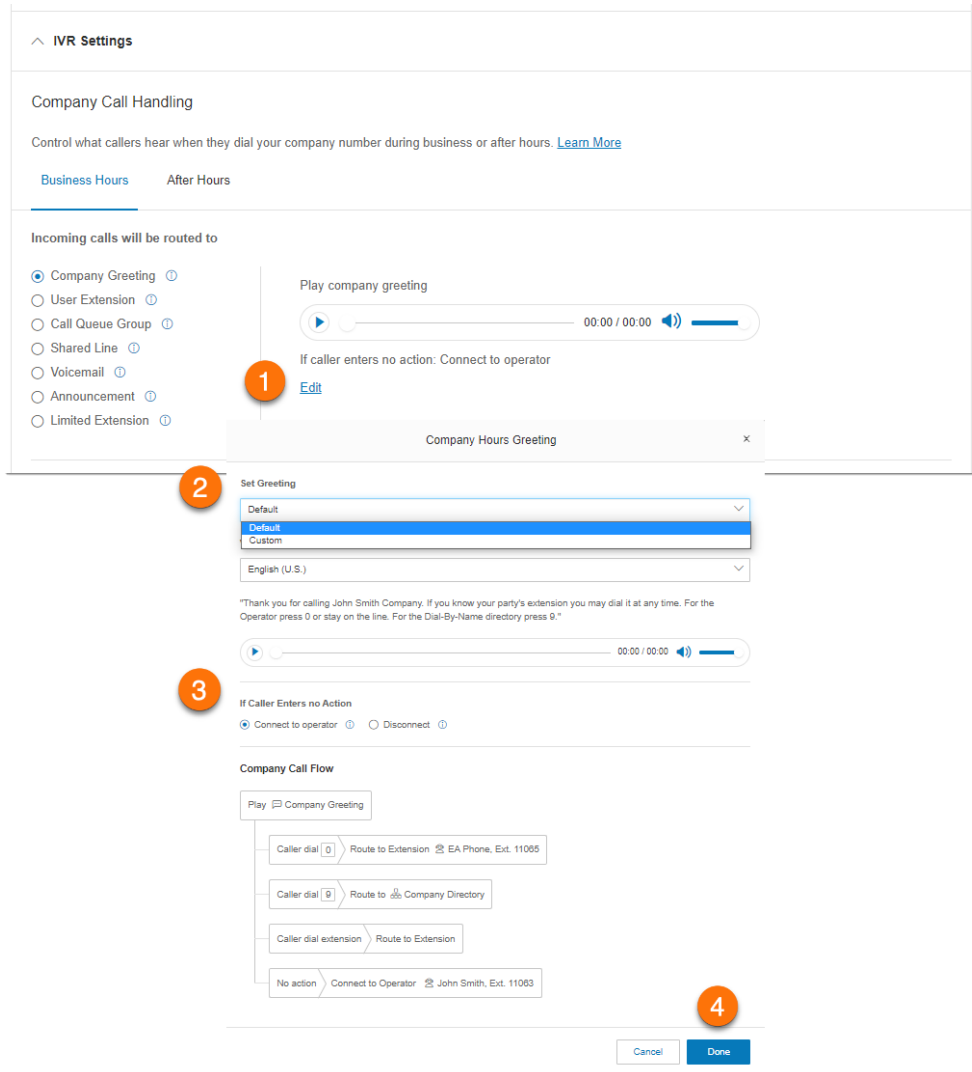 IVR Settings
Company Call Handling
Control what callers hear when they dial your company number during business or after hours. Learn More
Business Hours After Hours
Incoming calls will be routed to
Company Greeting
User Extension
Call Queue Group
Shared Line
Voicemail
Announcement
Limited Extension
Play company greeting
00:00 / 00:00
If caller enters no action: Connect to operator
1
Edit
Company Hours Greeting x
2
Set Greeting
Default
Default
Custom
English (U.S.)
"Thank you for calling John Smith Company. If you know your party's extension you may dial it at any time. For the
Operator press 0 or stay on the line. For the Dial-By-Name directory press 9."
00:00 / 00:00
3
If Caller Enters no Action
Connect to operator Disconnect
Company Call Flow
Play Company Greeting
Caller dial 0 Route to Extension EA Phone, Ext. 11065
Caller dial 9 Route to Company Directory
Caller dial extension Route to Extension
No action Connect to Operator John Smith, Ext. 11063
4
Cancel Done